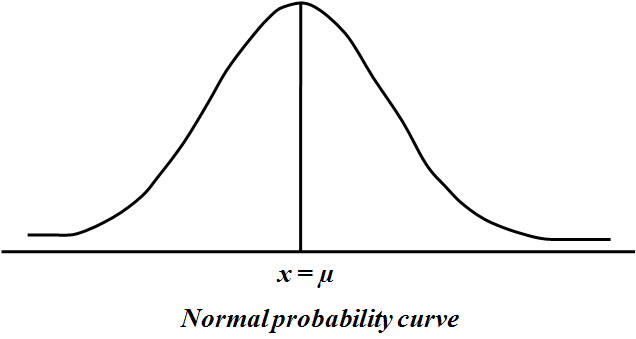 x = μ
Normal probability curve